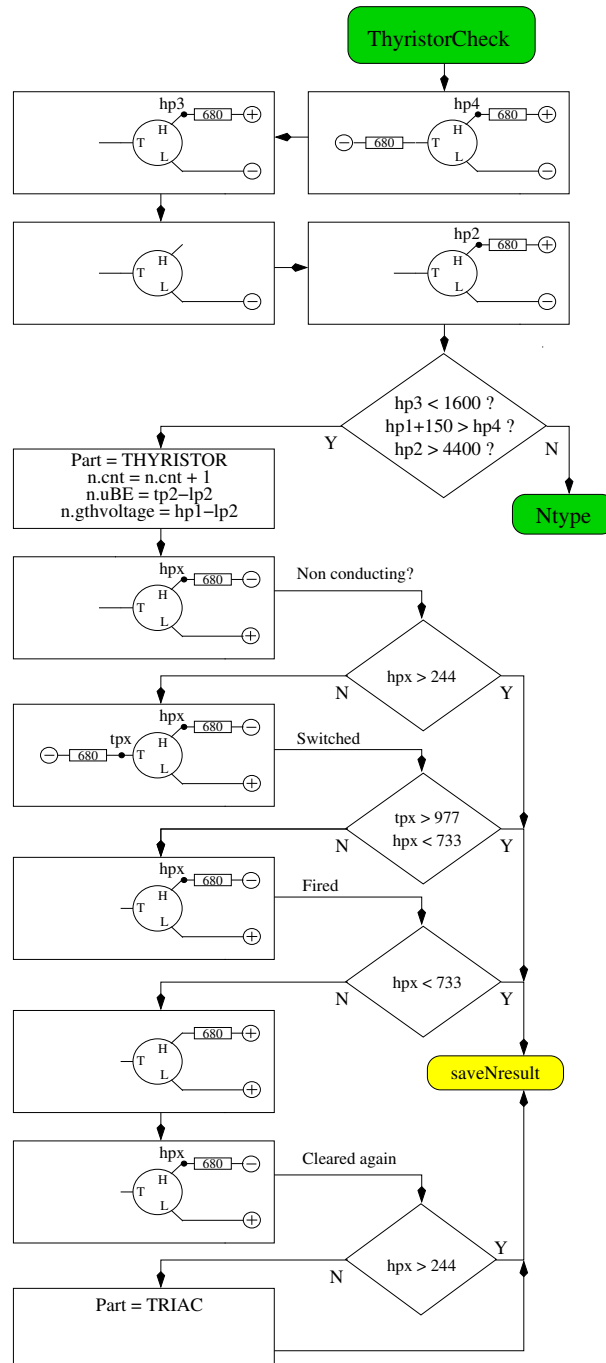 ThyristorCheck
hp3
680
+
H
T
L
−
hp4
680
+
H
− 680 T
L
−
H
T
L
−
hp2
680
+
H
T
L
−
hp3 < 1600 ?
hp1+150 > hp4 ?
hp2 > 4400 ?
Y
N
Part = THYRISTOR
n.cnt = n.cnt + 1
n.uBE = tp2−lp2
n.gthvoltage = hp1−lp2
Ntype
hpx
680
−
H
T
L
+
Non conducting?
hpx > 244
N
Y
hpx
680
−
H
tpx
− 680 T
L
+
Switched
tpx > 977
hpx < 733
N
Y
hpx
680
−
H
T
L
+
Fired
hpx < 733
N
Y
680
+
H
T
L
+
saveNresult
hpx
680
−
H
T
L
+
Cleared again
hpx > 244
N
Y
Part = TRIAC